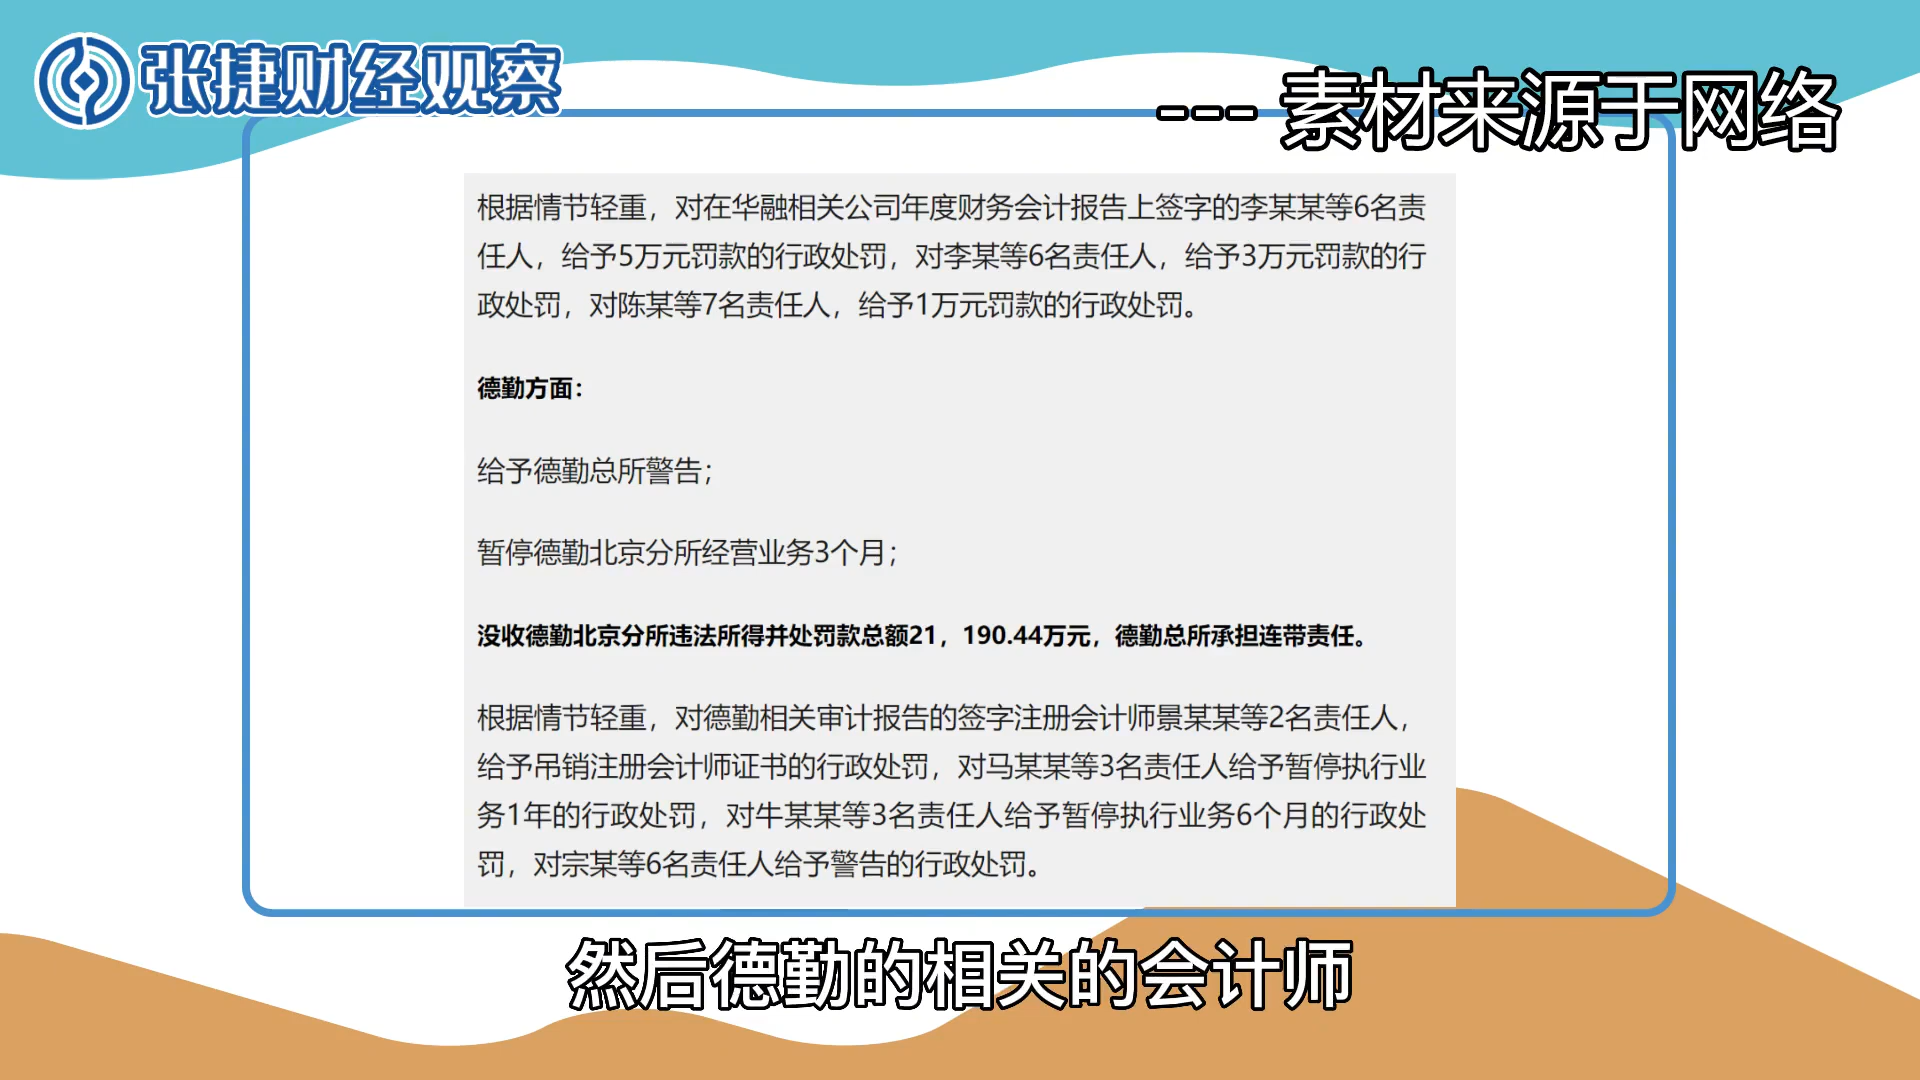 张捷财经观察
--- 素材来源于网络
根据情节轻重，对在华融相关公司年度财务会计报告上签字的李某某等6名责
任人，给予5万元罚款的行政处罚，对李某等6名责任人，给予3万元罚款的行
政处罚，对陈某等7名责任人，给予1万元罚款的行政处罚。
德勤方面：
给予德勤总所警告；
暂停德勤北京分所经营业务3个月；
没收德勤北京分所违法所得并处罚款总额21，190.44万元，德勤总所承担连带责任。
根据情节轻重，对德勤相关审计报告的签字注册会计师景某某等2名责任人，
给予吊销注册会计师证书的行政处罚，对马某某等3名责任人给予暂停执行业
务1年的行政处罚，对牛某某等3名责任人给予暂停执行业务6个月的行政处
罚，对宗某等6名责任人给予警告的行政处罚。
然后德勤的相关的会计师